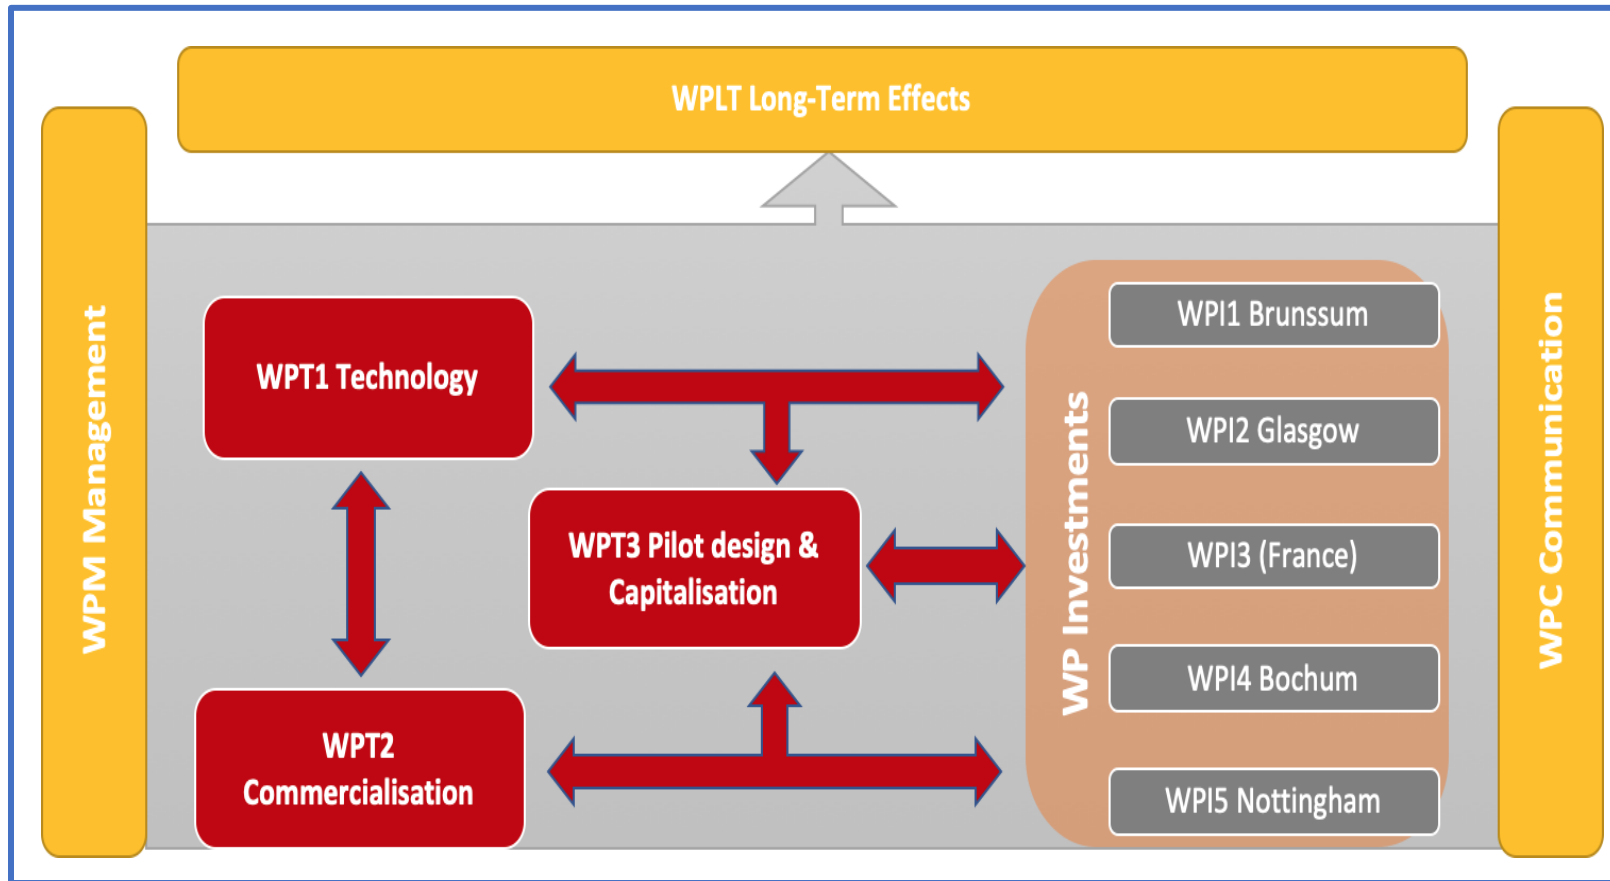 WPLT Long-Term Effects
WPM Management
WPT1 Technology
WPT3 Pilot design &
Capitalisation
WPT2
Commercialisation
WP Investments
WPI1 Brunssum
WPI2 Glasgow
WPI3 (France)
WPI4 Bochum
WPI5 Nottingham
WPC Communication